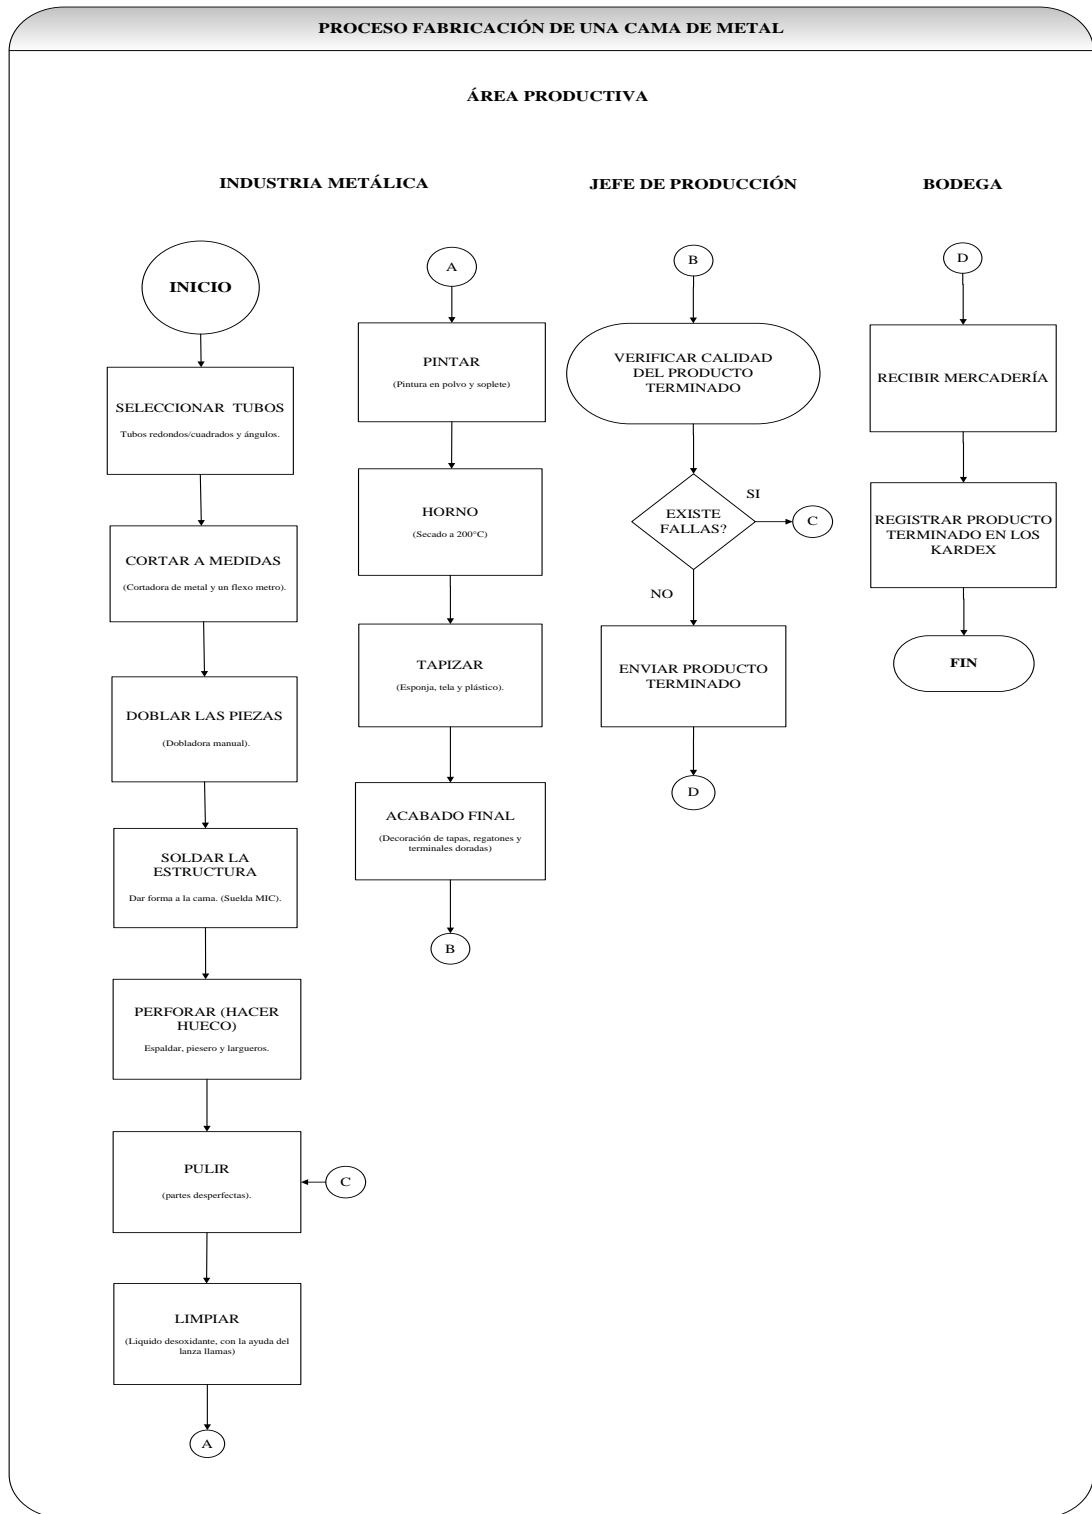 PROCESO FABRICACIÓN DE UNA CAMA DE METAL
ÁREA PRODUCTIVA
INDUSTRIA METÁLICA
INICIO
SELECCIONAR TUBOS
Tubos redondos/cuadrados y ángulos.
CORTAR A MEDIDAS
(Cortadora de metal y un flexo metro).
DOBLAR LAS PIEZAS
(Dobladora manual).
SOLDAR LA
ESTRUCTURA
Dar forma a la cama. (Suelda MIC).
PERFORAR (HACER
HUECO)
Espaldar, piesero y largueros.
PULIR
(partes desperfectas).
C
LIMPIAR
(Liquido desoxidante, con la ayuda del
lanza llamas)
A
A
PINTAR
(Pintura en polvo y soplete)
HORNO
(Secado a 200°C)
TAPIZAR
(Esponja, tela y plástico).
ACABADO FINAL
(Decoración de tapas, regatones y
terminales doradas)
B
JEFE DE PRODUCCIÓN
B
VERIFICAR CALIDAD
DEL PRODUCTO
TERMINADO
EXISTE
FALLAS?
SI
C
NO
ENVIAR PRODUCTO
TERMINADO
D
BODEGA
D
RECIBIR MERCADERÍA
REGISTRAR PRODUCTO
TERMINADO EN LOS
KARDEX
FIN